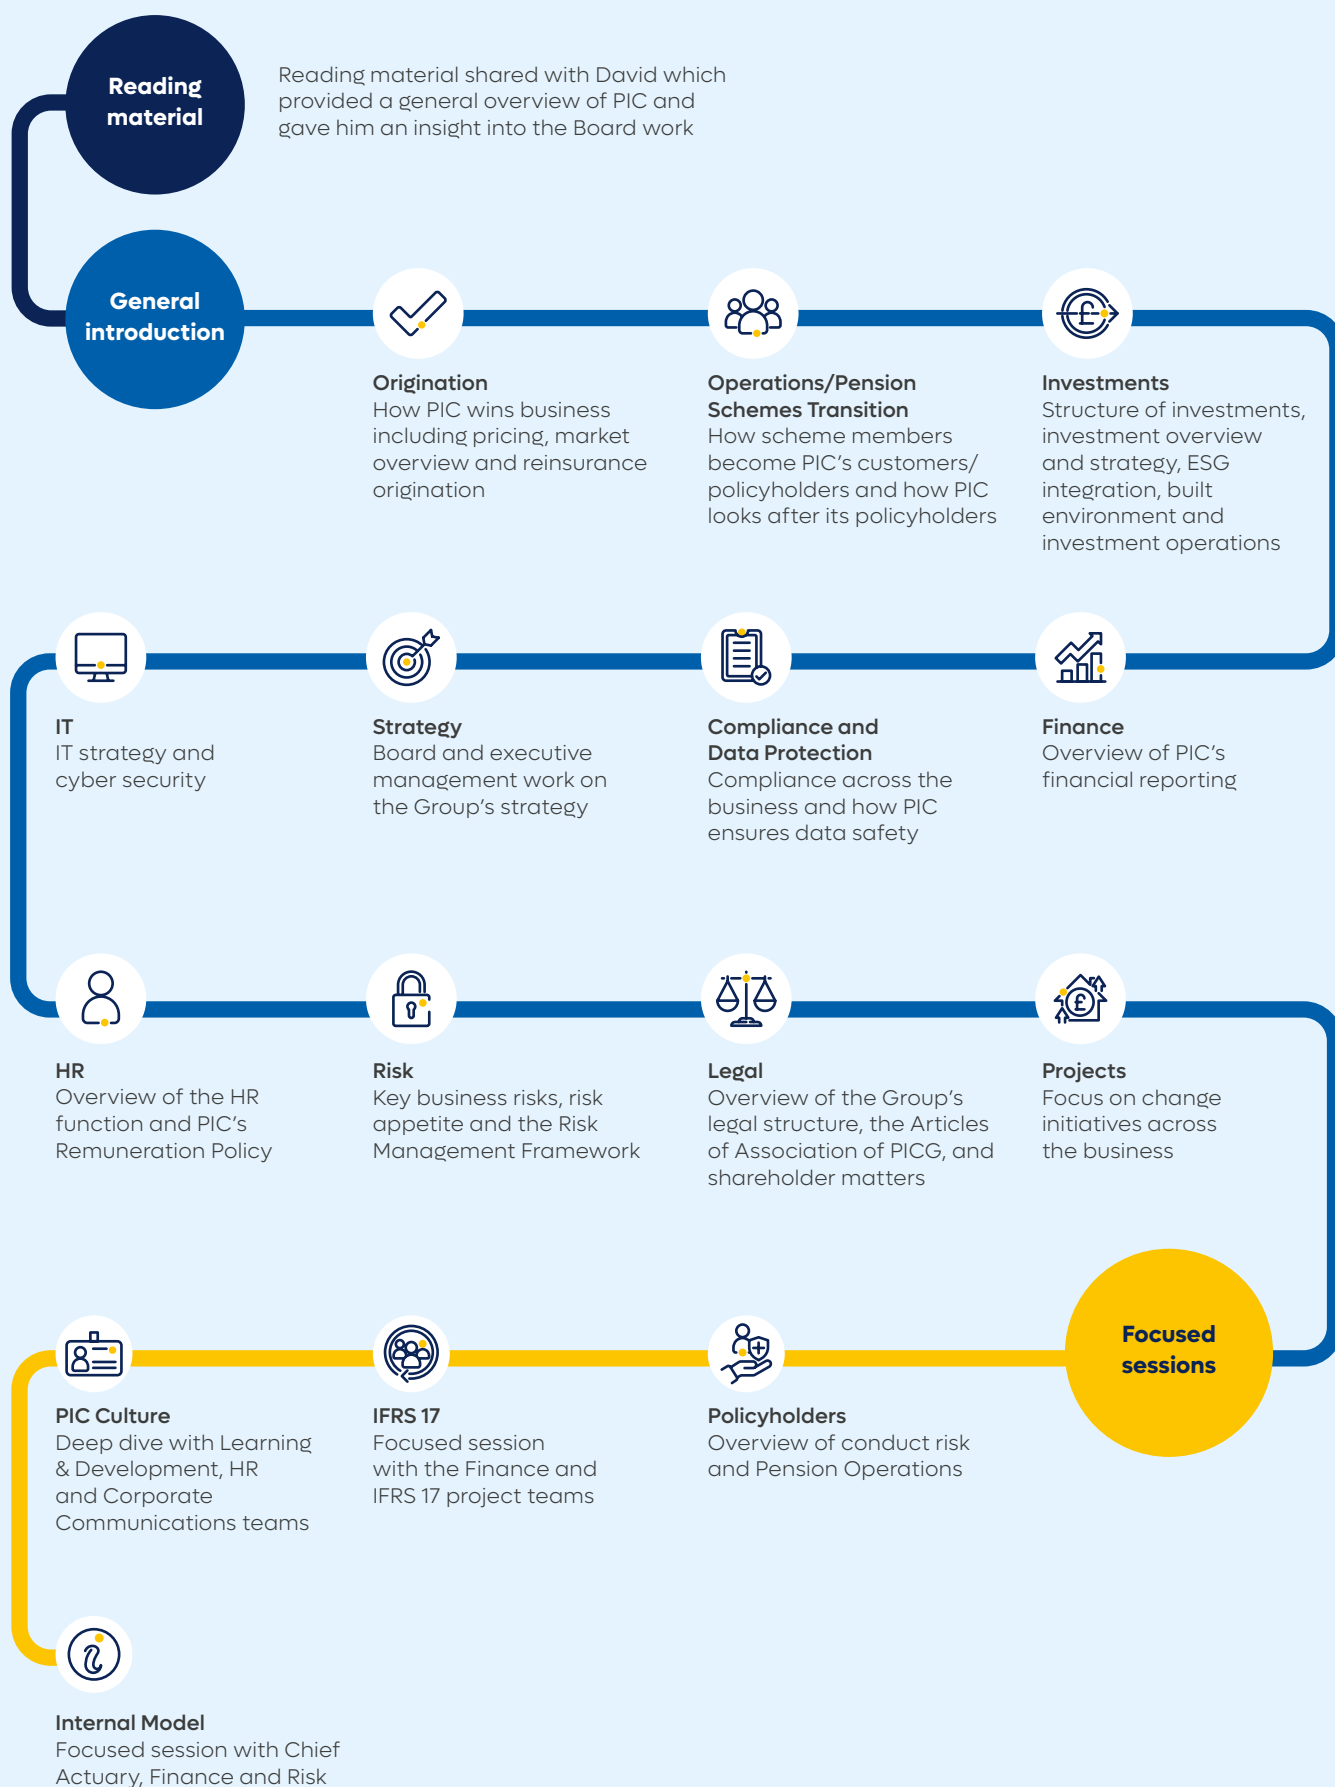 Reading
material
Reading material shared with David which
provided a general overview of PIC and
gave him an insight into the Board work
General
introduction
Origination
How PIC wins business
including pricing, market
overview and reinsurance
origination
Operations/Pension
Schemes Transition
How scheme members
become PIC’s customers/
policyholders and how PIC
looks after its policyholders
Investments
Structure of investments,
investment overview
and strategy, ESG
integration, built
environment and
investment operations
IT
IT strategy and
cyber security
Strategy
Board and executive
management work on
the Group’s strategy
Compliance and
Data Protection
Compliance across the
business and how PIC
ensures data safety
Finance
Overview of PIC’s
financial reporting
HR
Overview of the HR
function and PIC’s
Remuneration Policy
Risk
Key business risks, risk
appetite and the Risk
Management Framework
Legal
Overview of the Group’s
legal structure, the Articles
of Association of PICG, and
shareholder matters
Projects
Focus on change
initiatives across
the business
Focused
sessions
PIC Culture
Deep dive with Learning
& Development, HR
and Corporate
Communications teams
IFRS 17
Focused session
with the Finance and
IFRS 17 project teams
Policyholders
Overview of conduct risk
and Pension Operations
Internal Model
Focused session with Chief
Actuary, Finance and Risk